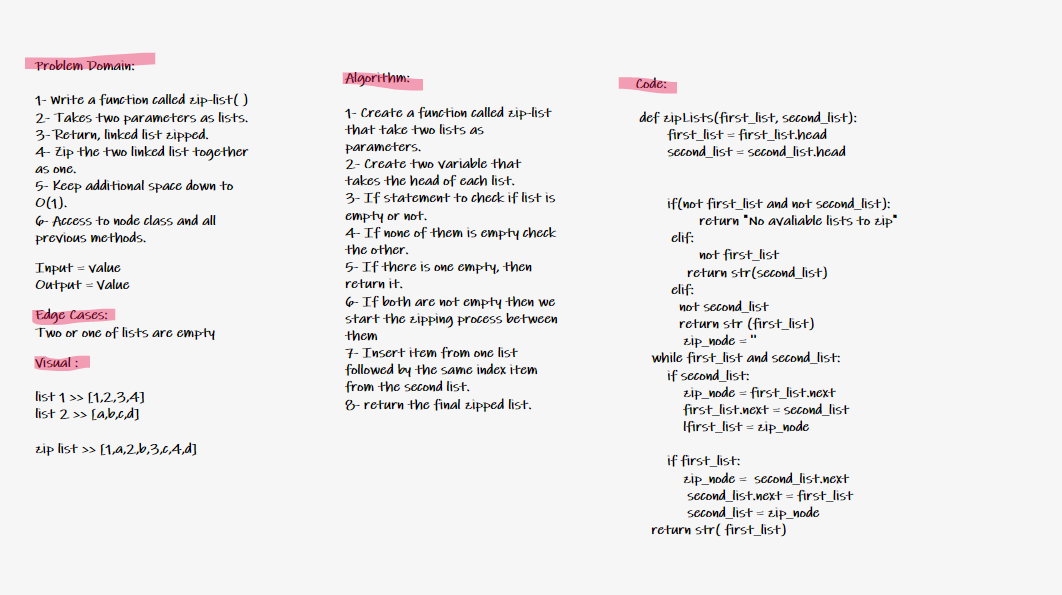 Problem Domain:
1- Write a function called zip-list( )
2- Takes two parameters as lists.
3-Return, linked list zipped.
4- Zip the two linked list together
as one.
5- Keep additional space down to
O(1).
6- Access to node class and all
previous methods.
Input = value
Output = Value
Edge Cases:
Two or one of lists are empty
Visual :
list 1 >> [1,2,3,4]
list 2 >> [a,b,c,d]
zip list >> [1,a,2,b,3,c,4,d]
Algorithm:
1- Create a function called zip-list
that take two lists as
parameters.
2- Create two variable that
takes the head of each list.
3- If statement to check if list is
empty or not.
4- If none of them is empty check
the other.
5- If there is one empty, then
return it.
6- If both are not empty then we
start the zipping process between
them
7- Insert item from one list
followed by the same index item
from the second list.
8- return the final zipped list.
Code:
def zipLists(first_list, second_list):
first_list = first_list.head
second_list = second_list.head
if(not first_list and not second_list):
return "No avaliable lists to zip"
elif:
not first_list
return str(second_list)
elif:
not second_list
return str (first_list)
zip_node = ''
while first_list and second_list:
if second_list:
zip_node = first_list.next
first_list.next = second_list
lfirst_list = zip_node
if first_list:
zip_node =  second_list.next
second_list.next = first_list
second_list = zip_node
return str( first_list)